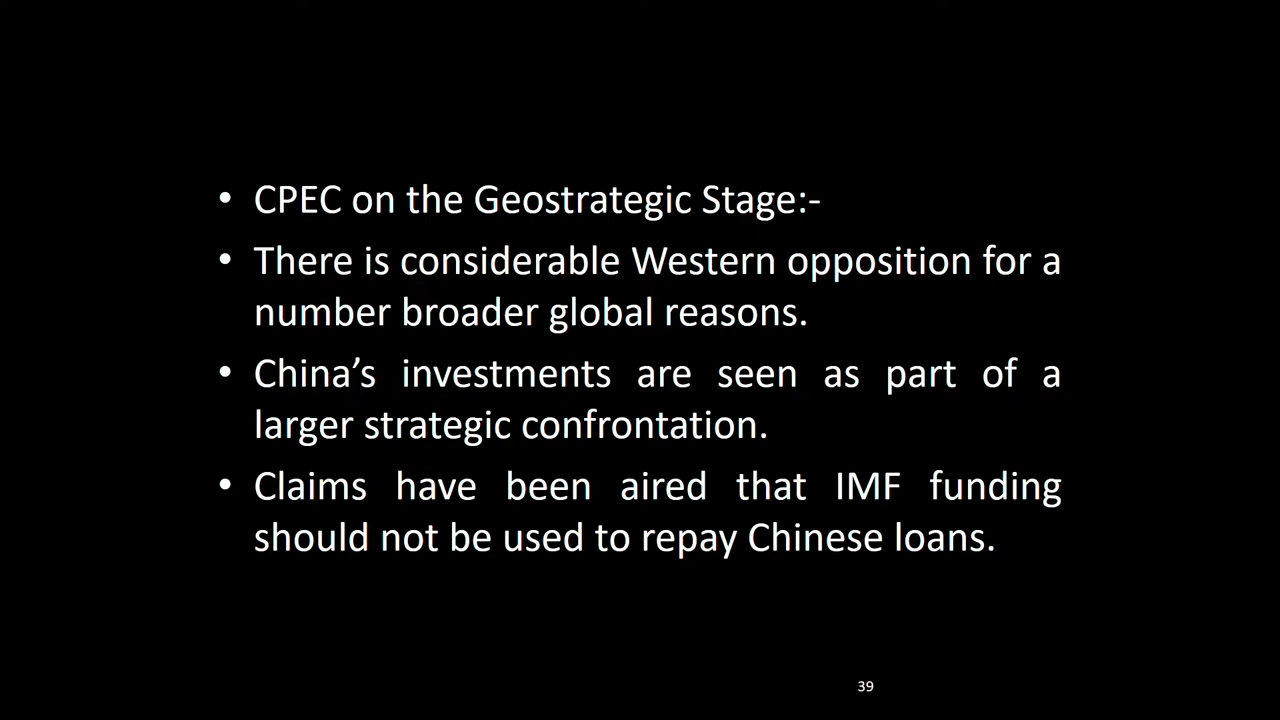 • CPEC on the Geostrategic Stage:-
• There is considerable Western opposition for a
number broader global reasons.
• China’s investments are seen as part of a
larger strategic confrontation.
• Claims have been aired that IMF funding
should not be used to repay Chinese loans.
39